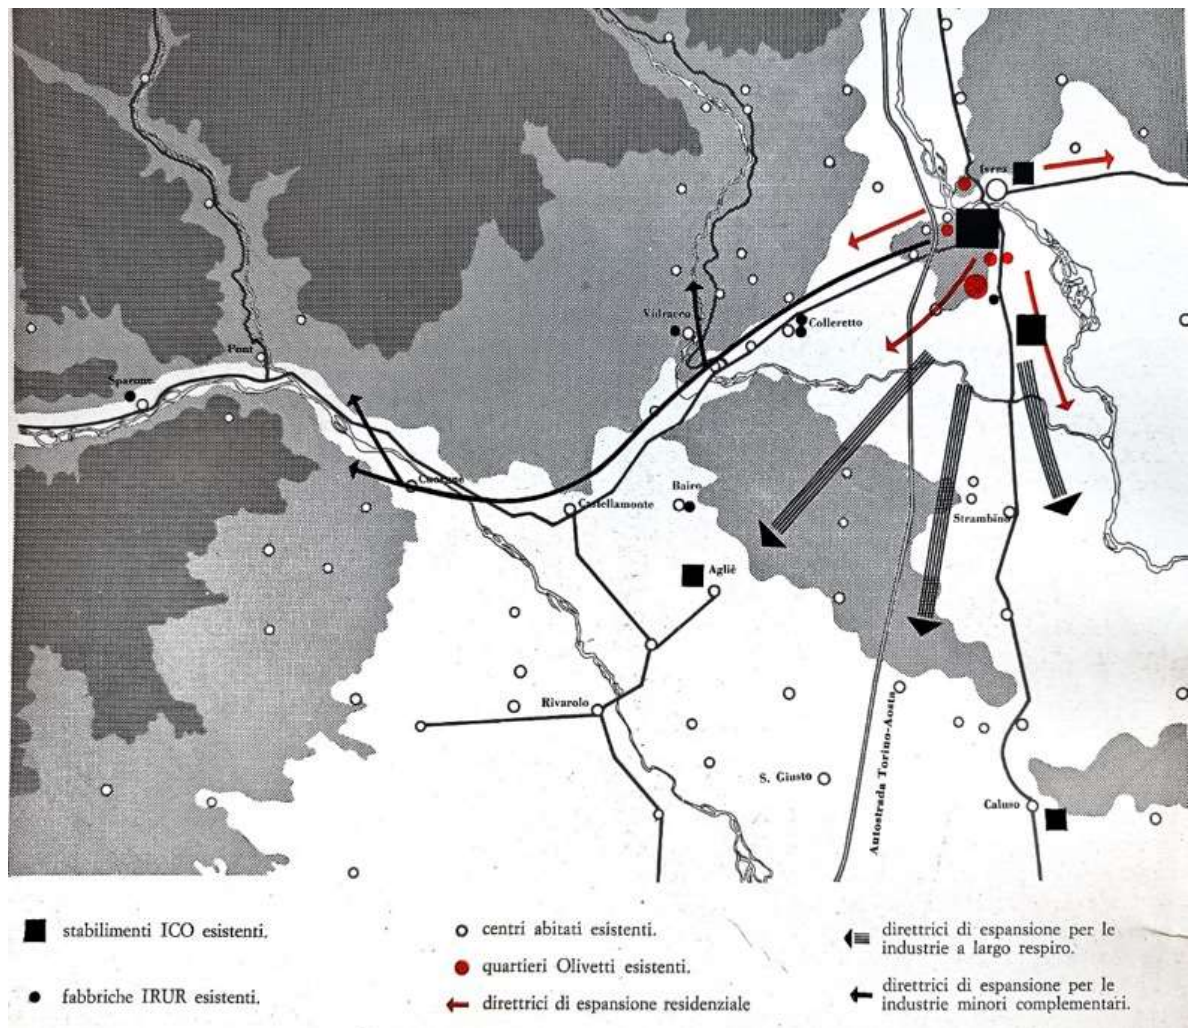 Ivrea
Vidracco
Colleretto
Pont
Sparone
Cuorgnè
Castellamonte
Bairo
Strambino
Agliè
Rivarolo
S. Giusto
Autostrada Torino-Aosta
Caluso
stabilimenti ICO esistenti.
fabbriche IRUR esistenti.
centri abitati esistenti.
quartieri Olivetti esistenti.
direttrici di espansione residenziale
direttrici di espansione per le
industrie a largo respiro.
direttrici di espansione per le
industrie minori complementari.